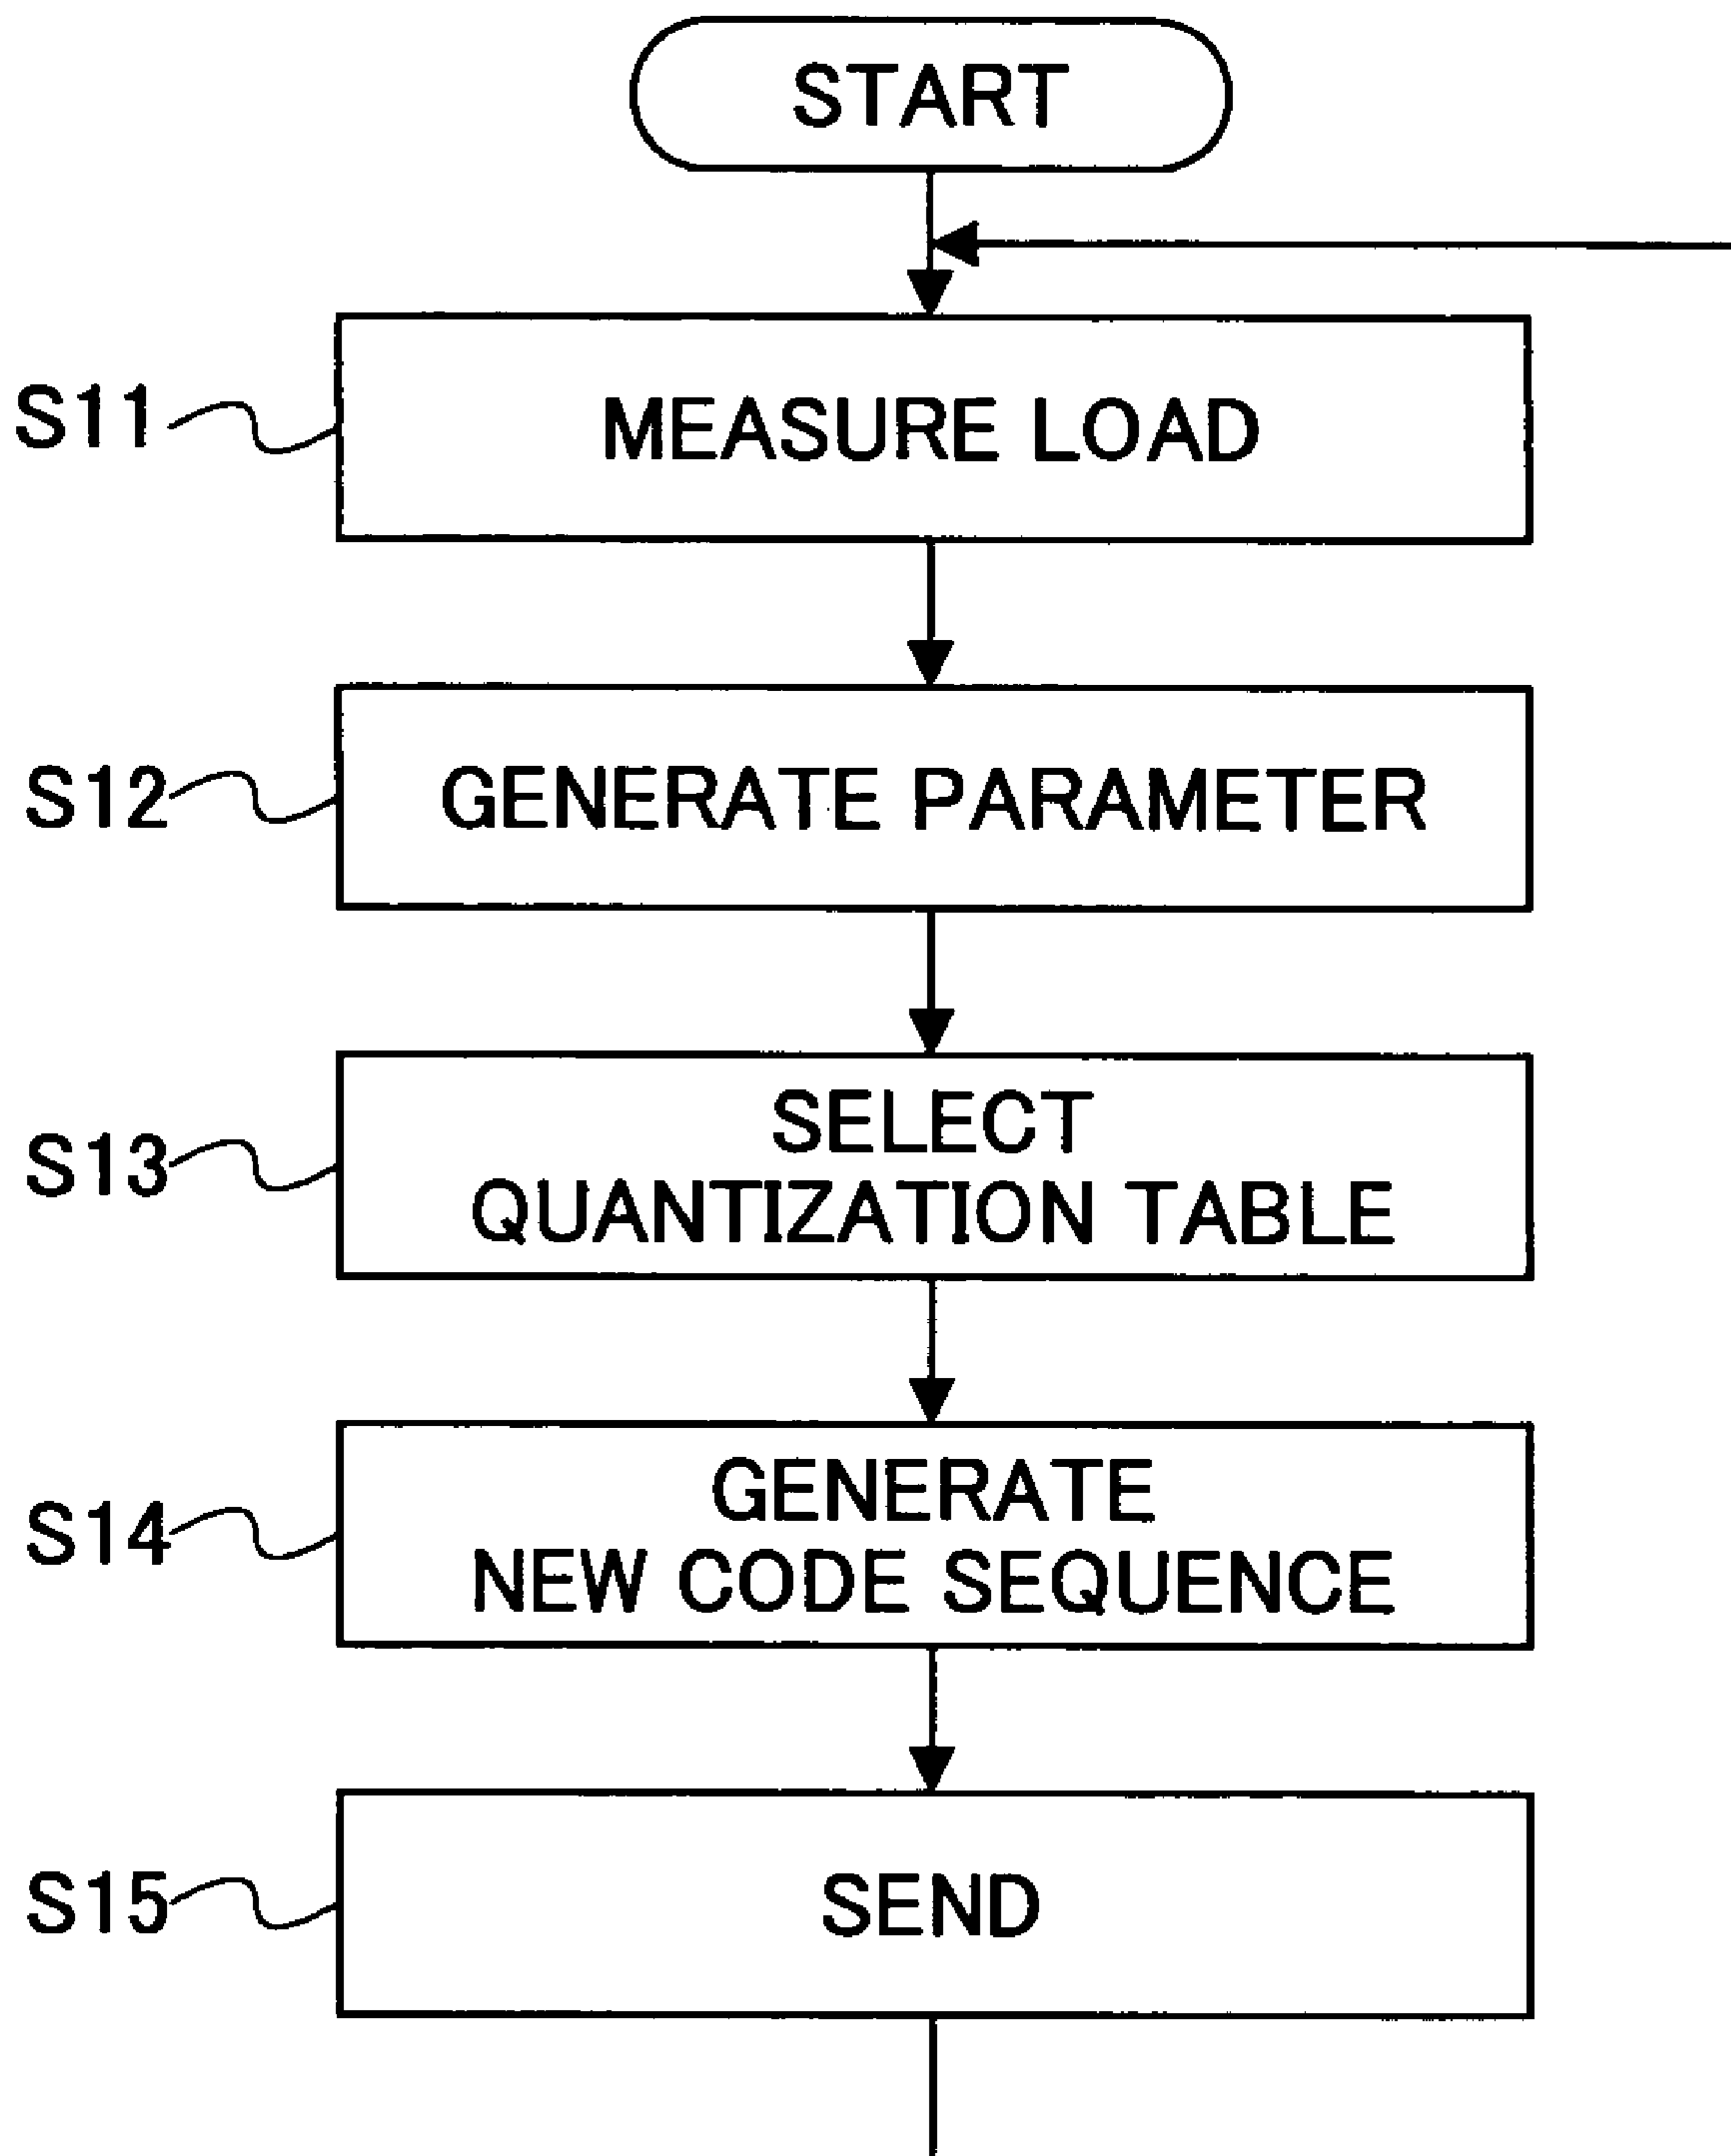 START
S11
MEASURE LOAD
S12
GENERATE PARAMETER
S13
SELECT
QUANTIZATION TABLE
S14
GENERATE
NEW CODE SEQUENCE
S15
SEND